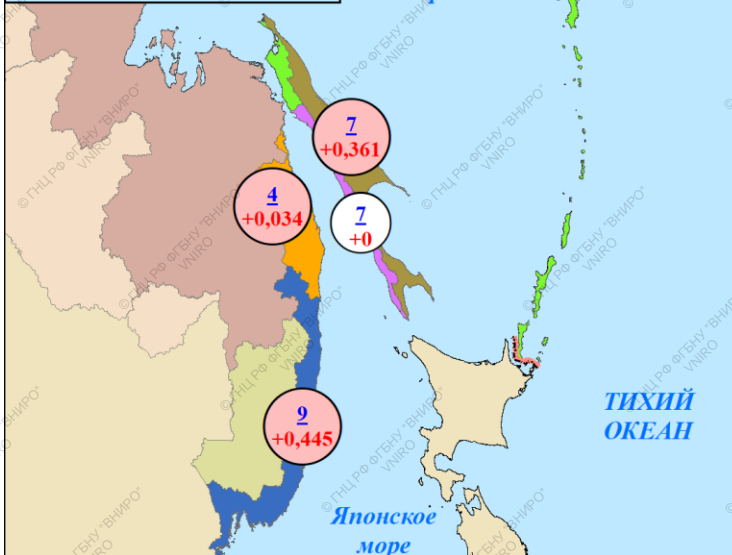 7
+0,361
4
+0,034
7
+0
9
+0,445
ТИХИЙ
ОКЕАН
Японское
море
© ГНЦ РФ ФГБНУ "ВНИРО"
VNIRO